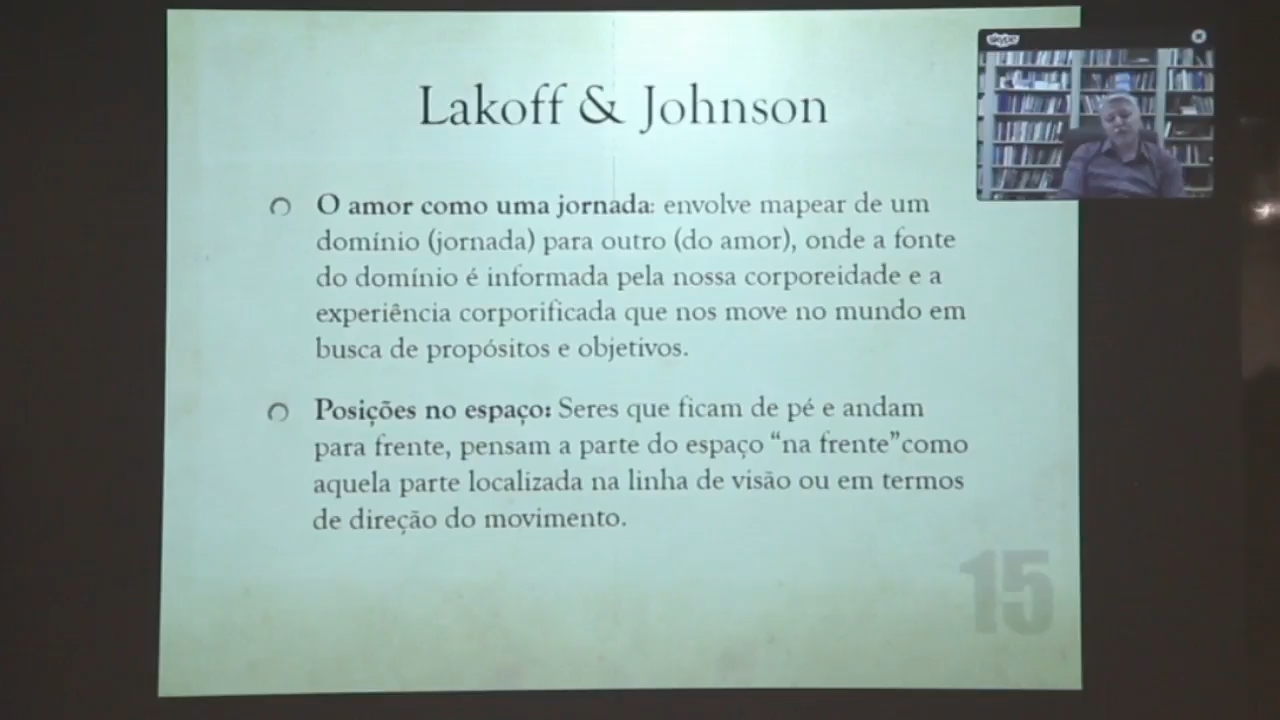 skype
Lakoff & Johnson
O amor como uma jornada: envolve mapear de um
domínio (jornada) para outro (do amor), onde a fonte
do domínio é informada pela nossa corporeidade e a
experiência corporificada que nos move no mundo em
busca de propósitos e objetivos.
Posições no espaço: Seres que ficam de pé e andam
para frente, pensam a parte do espaço “na frente”como
aquela parte localizada na linha de visão ou em termos
de direção do movimento.
15